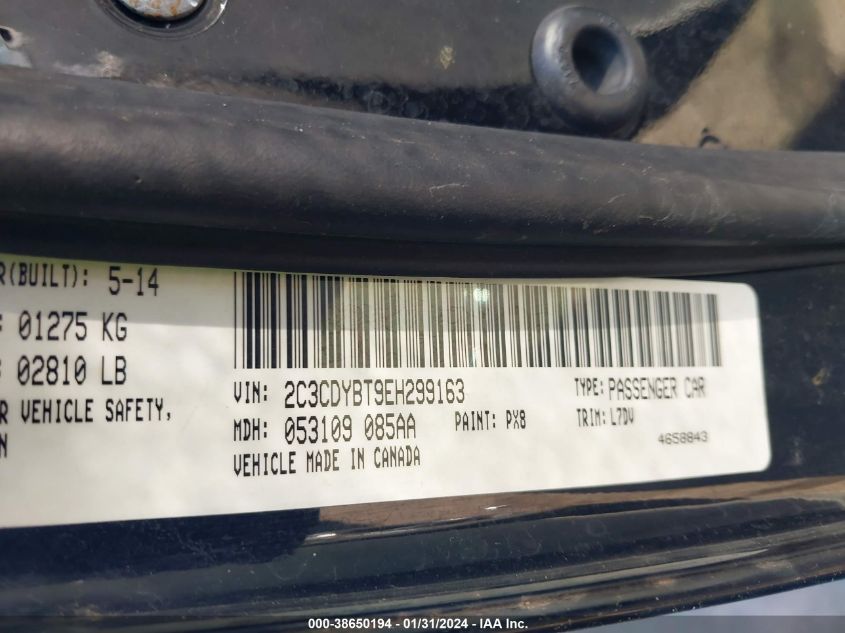 R(BUILT): 5-14
: 01275 KG
: 02810 LB
R VEHICLE SAFETY,
N
VIN: 2C3CDYBT9EH299163 TYPE: PASSENGER CAR
MDH: 053109 085AA PAINT: PX8 TRIM: L7DV
VEHICLE MADE IN CANADA 4658843
000-38650194 - 01/31/2024 - IAA Inc.